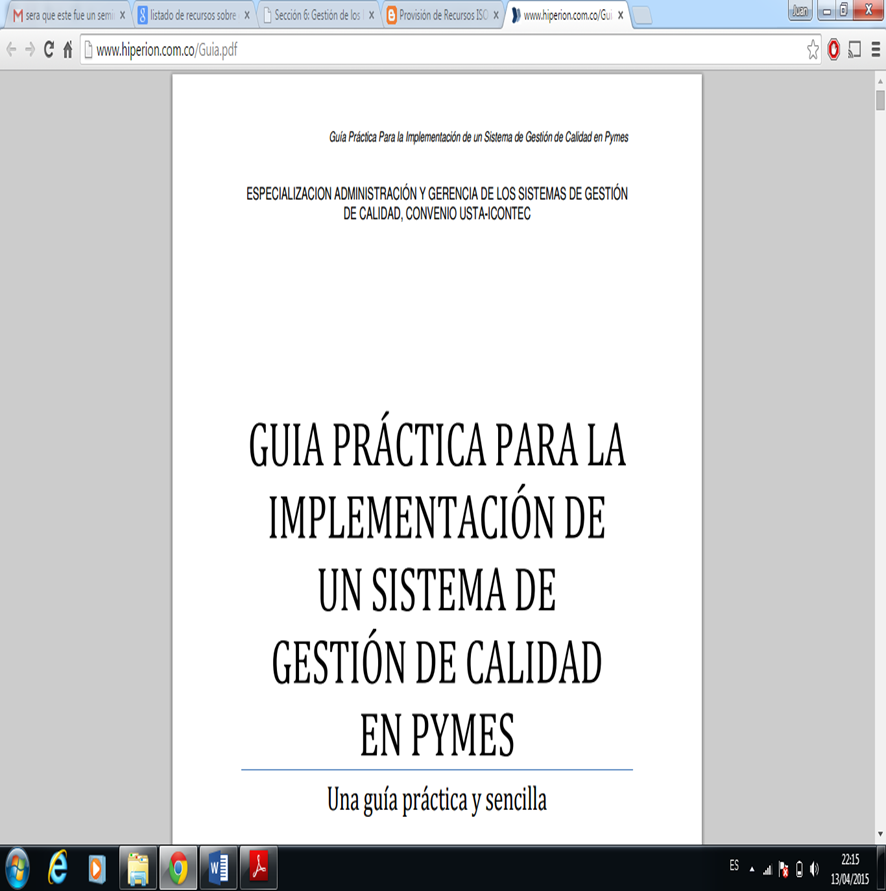 sera que este fue un semi
listado de recursos sobre
Sección 6: Gestión de los
Provisión de Recursos ISO
www.hiperion.com.co/Gui
Juan
www.hiperion.com.co/Guia.pdf
Guía Práctica Para la Implementación de un Sistema de Gestión de Calidad en Pymes
ESPECIALIZACION ADMINISTRACIÓN Y GERENCIA DE LOS SISTEMAS DE GESTIÓN
DE CALIDAD, CONVENIO USTA-ICONTEC
GUIA PRÁCTICA PARA LA
IMPLEMENTACIÓN DE
UN SISTEMA DE
GESTIÓN DE CALIDAD
EN PYMES
Una guía práctica y sencilla
ES
22:15
13/04/2015